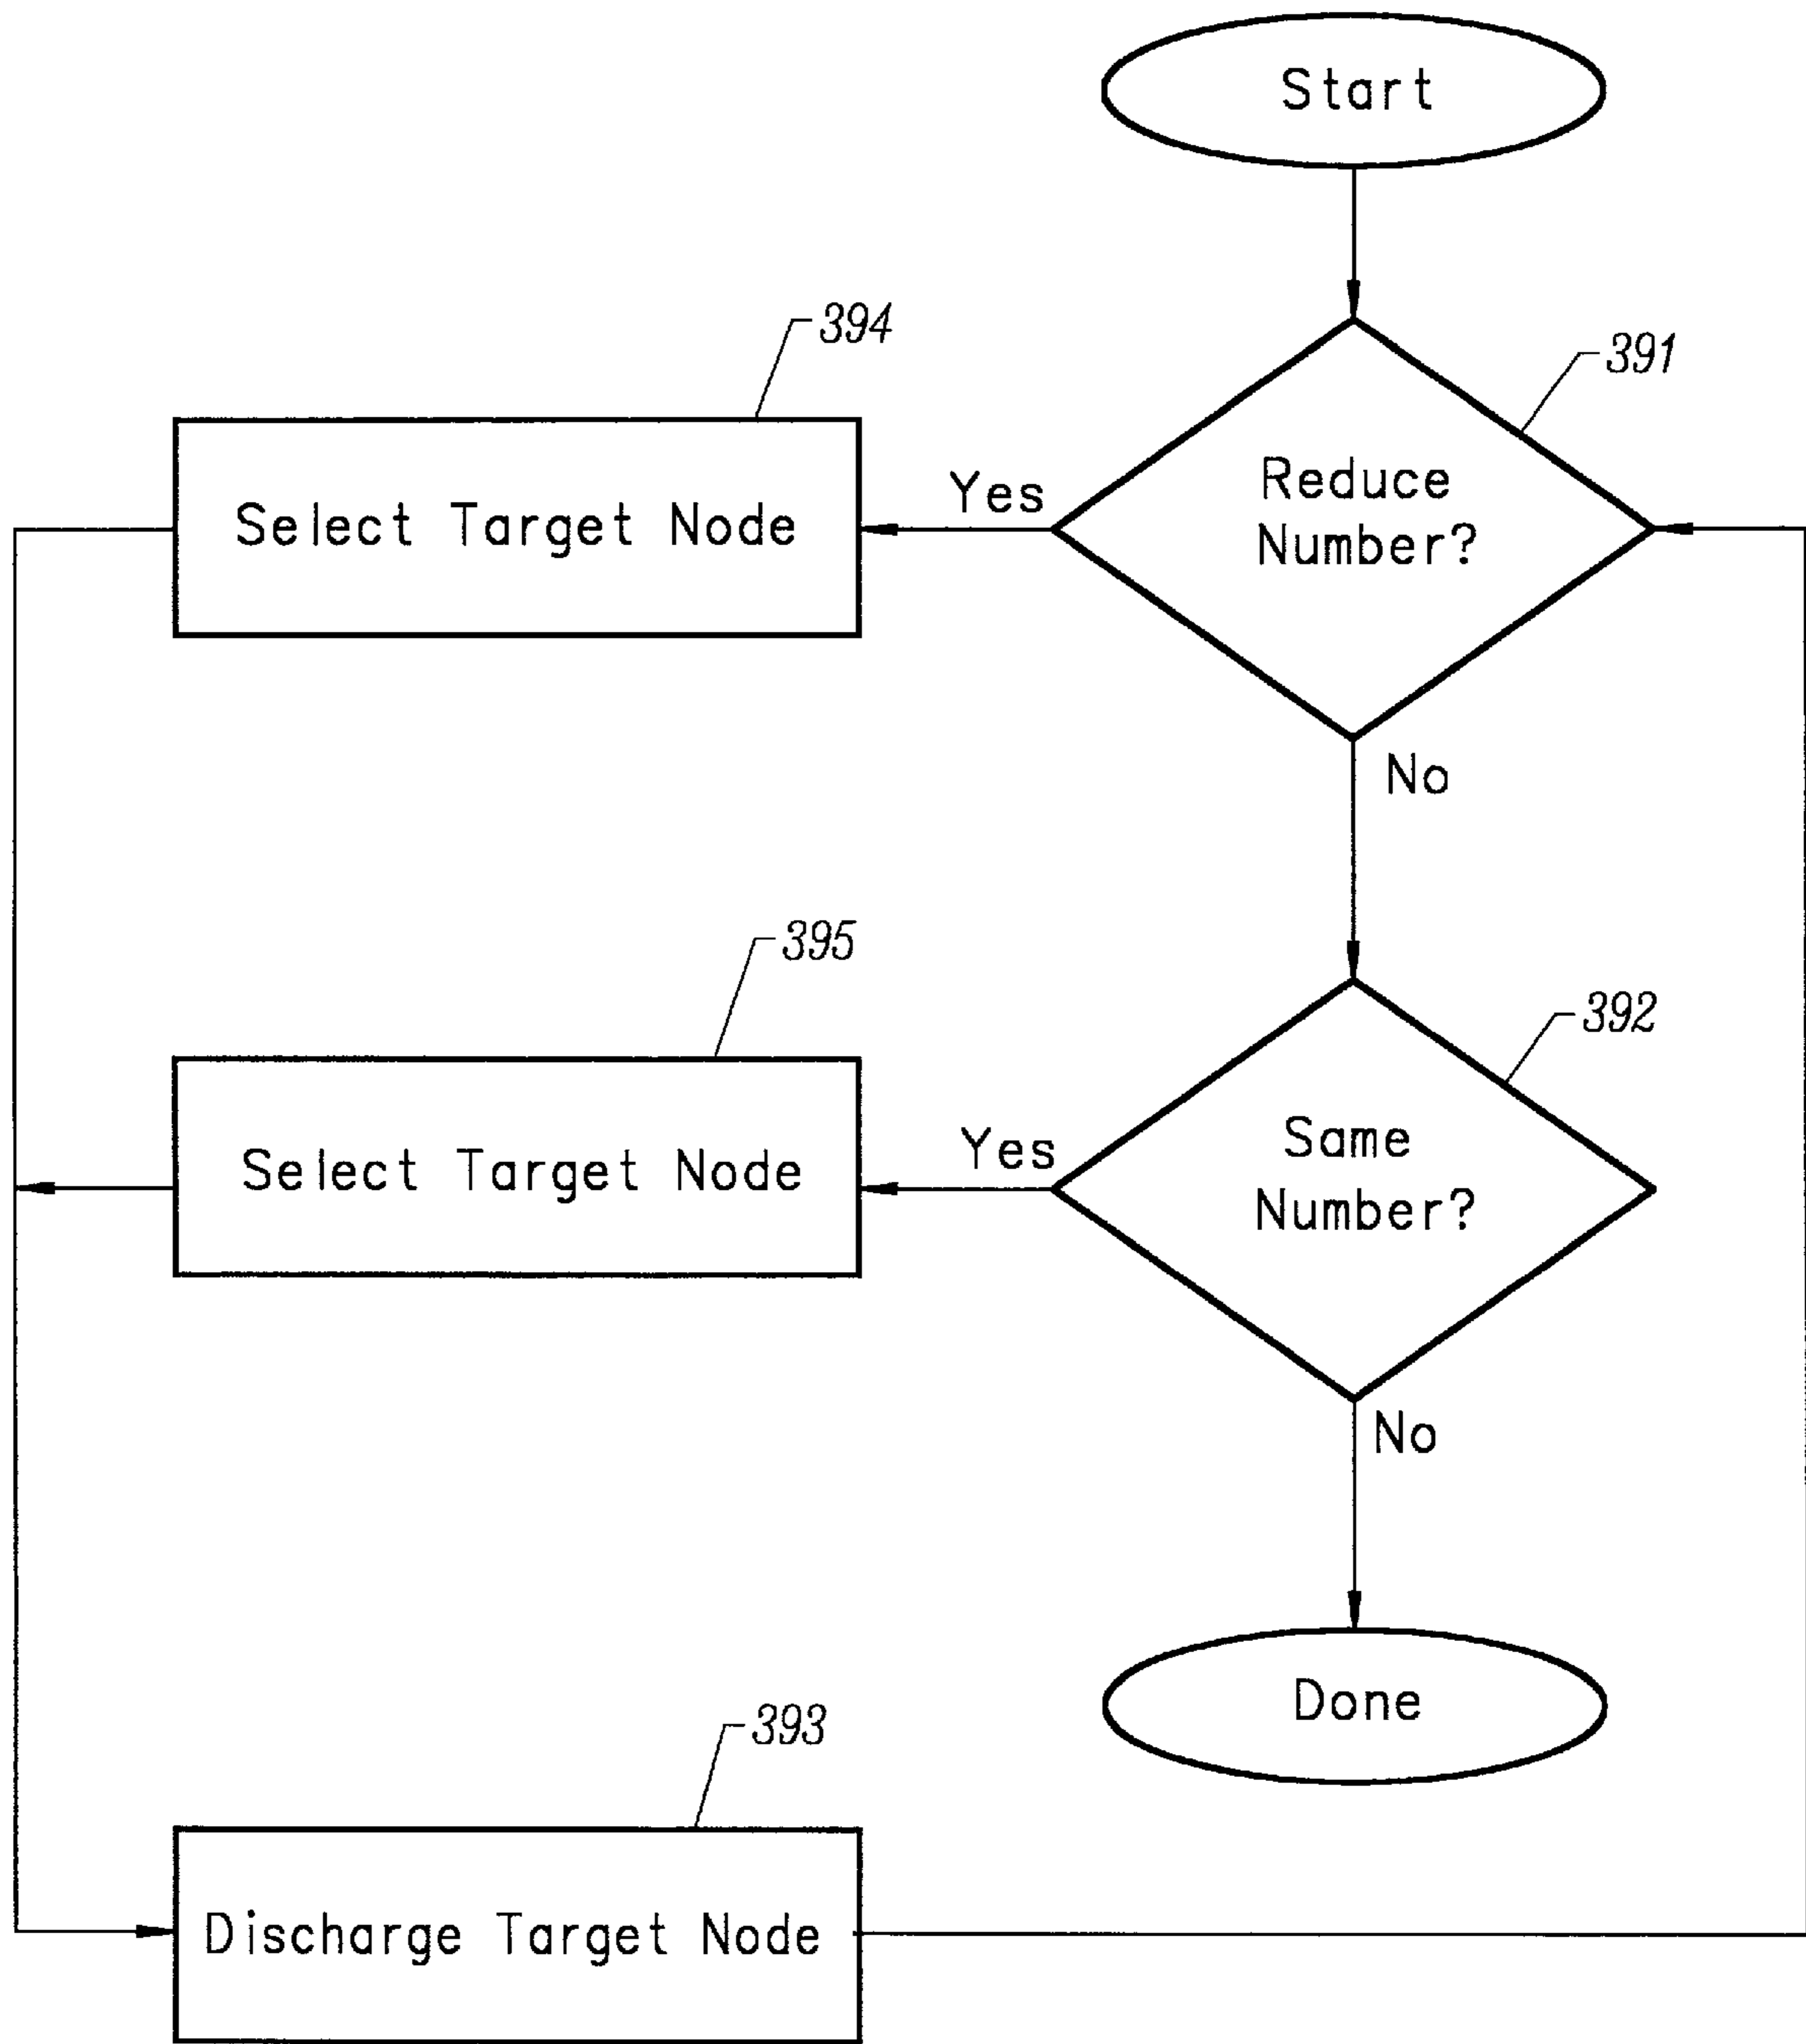 Start
394
391
Select Target Node
Yes
Reduce
Number?
No
395
392
Select Target Node
Yes
Same
Number?
No
Done
393
Discharge Target Node